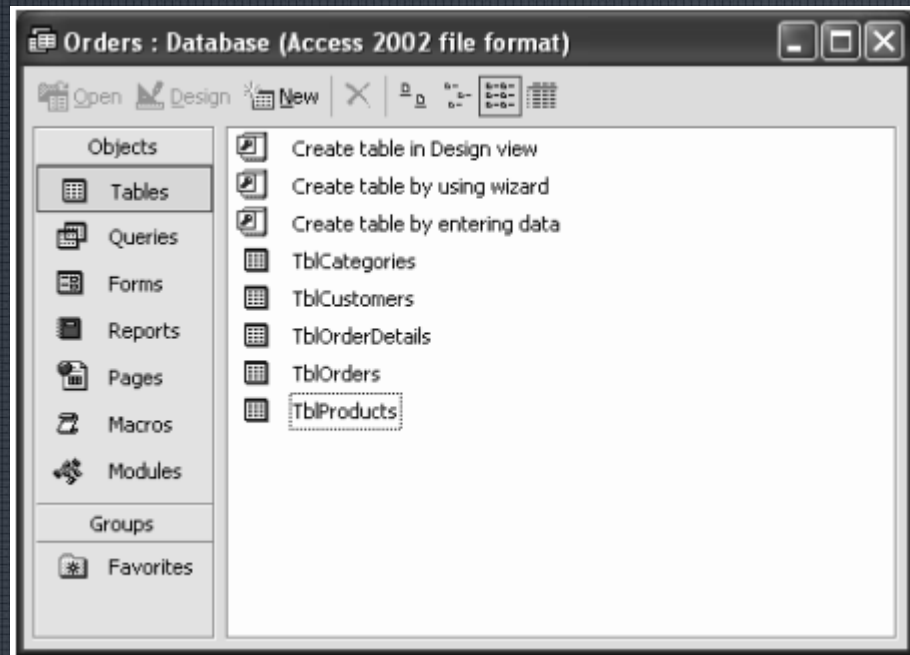 Orders : Database (Access 2002 file format)
Open Design New
Objects
Tables
Queries
Forms
Reports
Pages
Macros
Modules
Groups
Favorites
Create table in Design view
Create table by using wizard
Create table by entering data
TblCategories
TblCustomers
TblOrderDetails
TblOrders
TblProducts